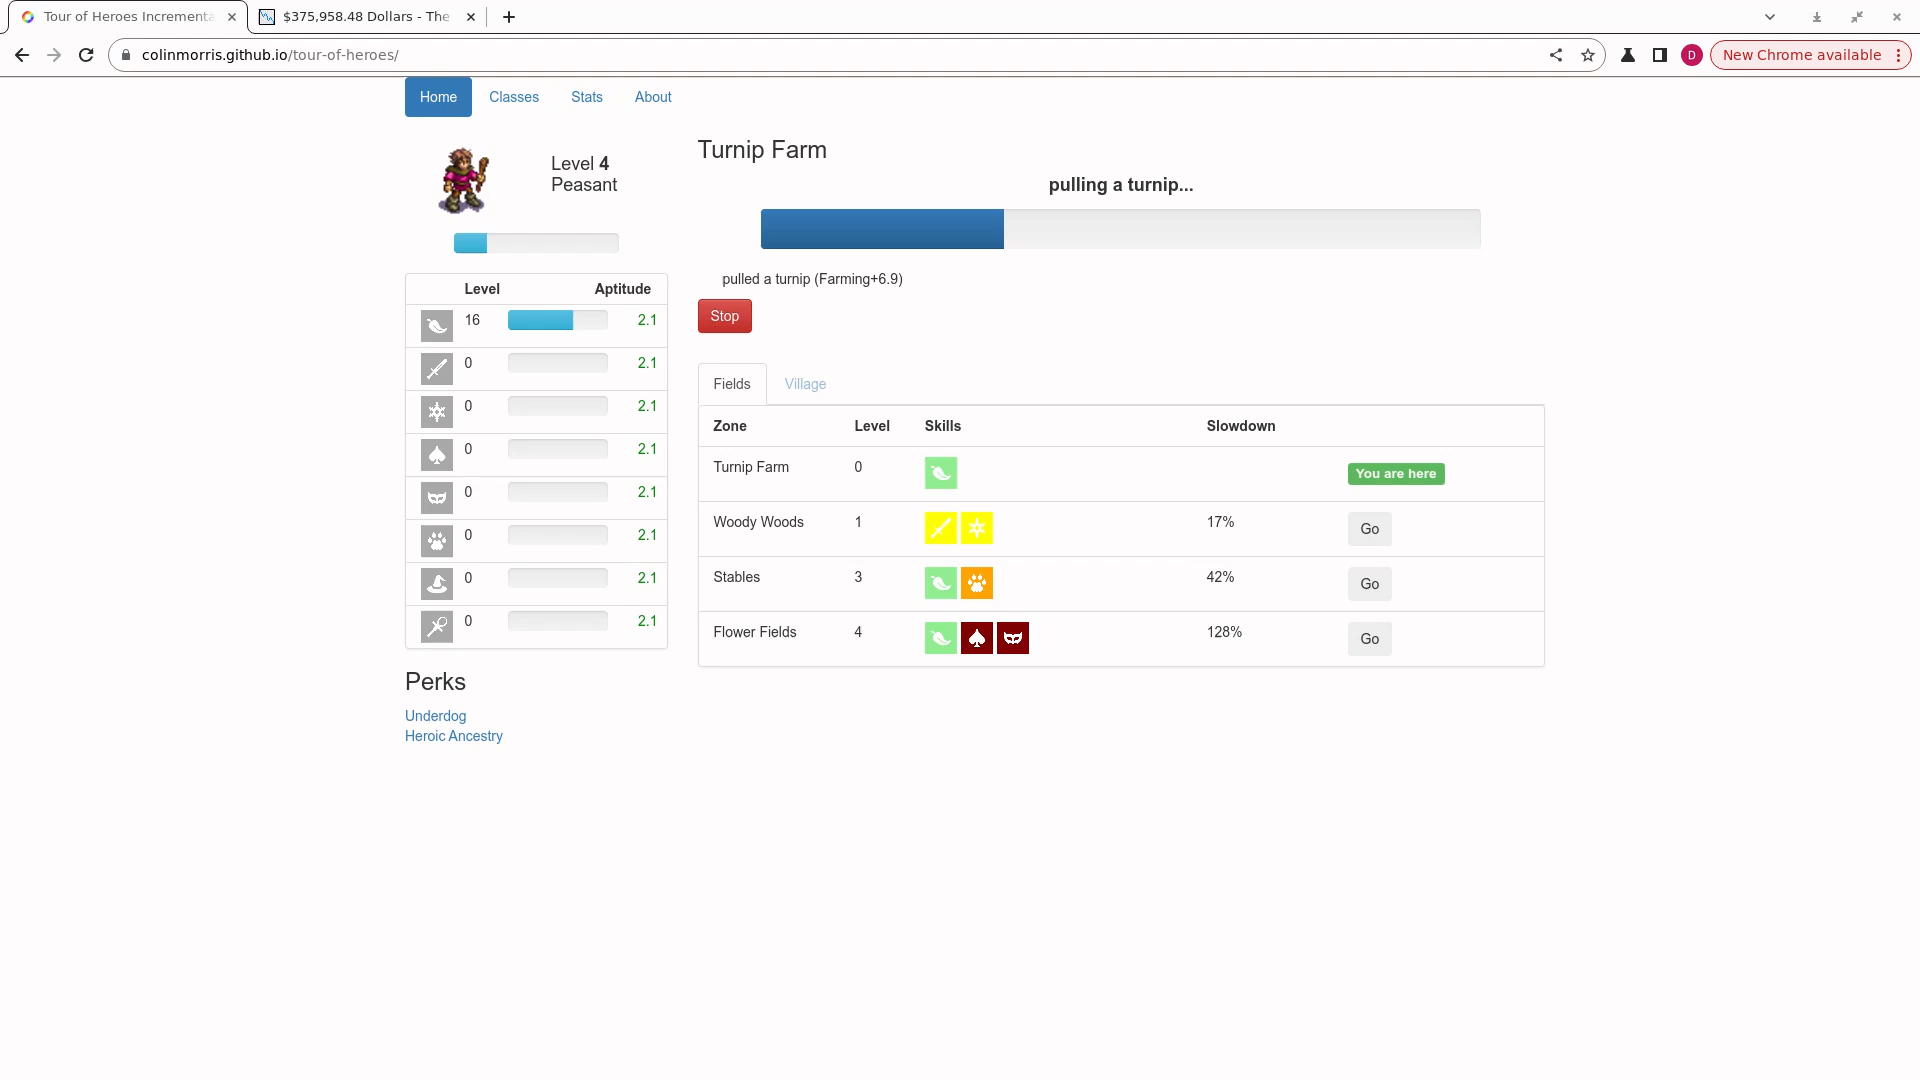 Tour of Heroes Incrementa
$375,958.48 Dollars - The
colinmorris.github.io/tour-of-heroes/
D
New Chrome available
Home
Classes
Stats
About
Level 4
Peasant
Turnip Farm
pulling a turnip...
pulled a turnip (Farming+6.9)
Stop
Level
Aptitude
16
2.1
0
2.1
0
2.1
0
2.1
0
2.1
0
2.1
0
2.1
0
2.1
Perks
Underdog
Heroic Ancestry
Fields
Village
Zone
Level
Skills
Slowdown
Turnip Farm
0
You are here
Woody Woods
1
17%
Go
Stables
3
42%
Go
Flower Fields
4
128%
Go